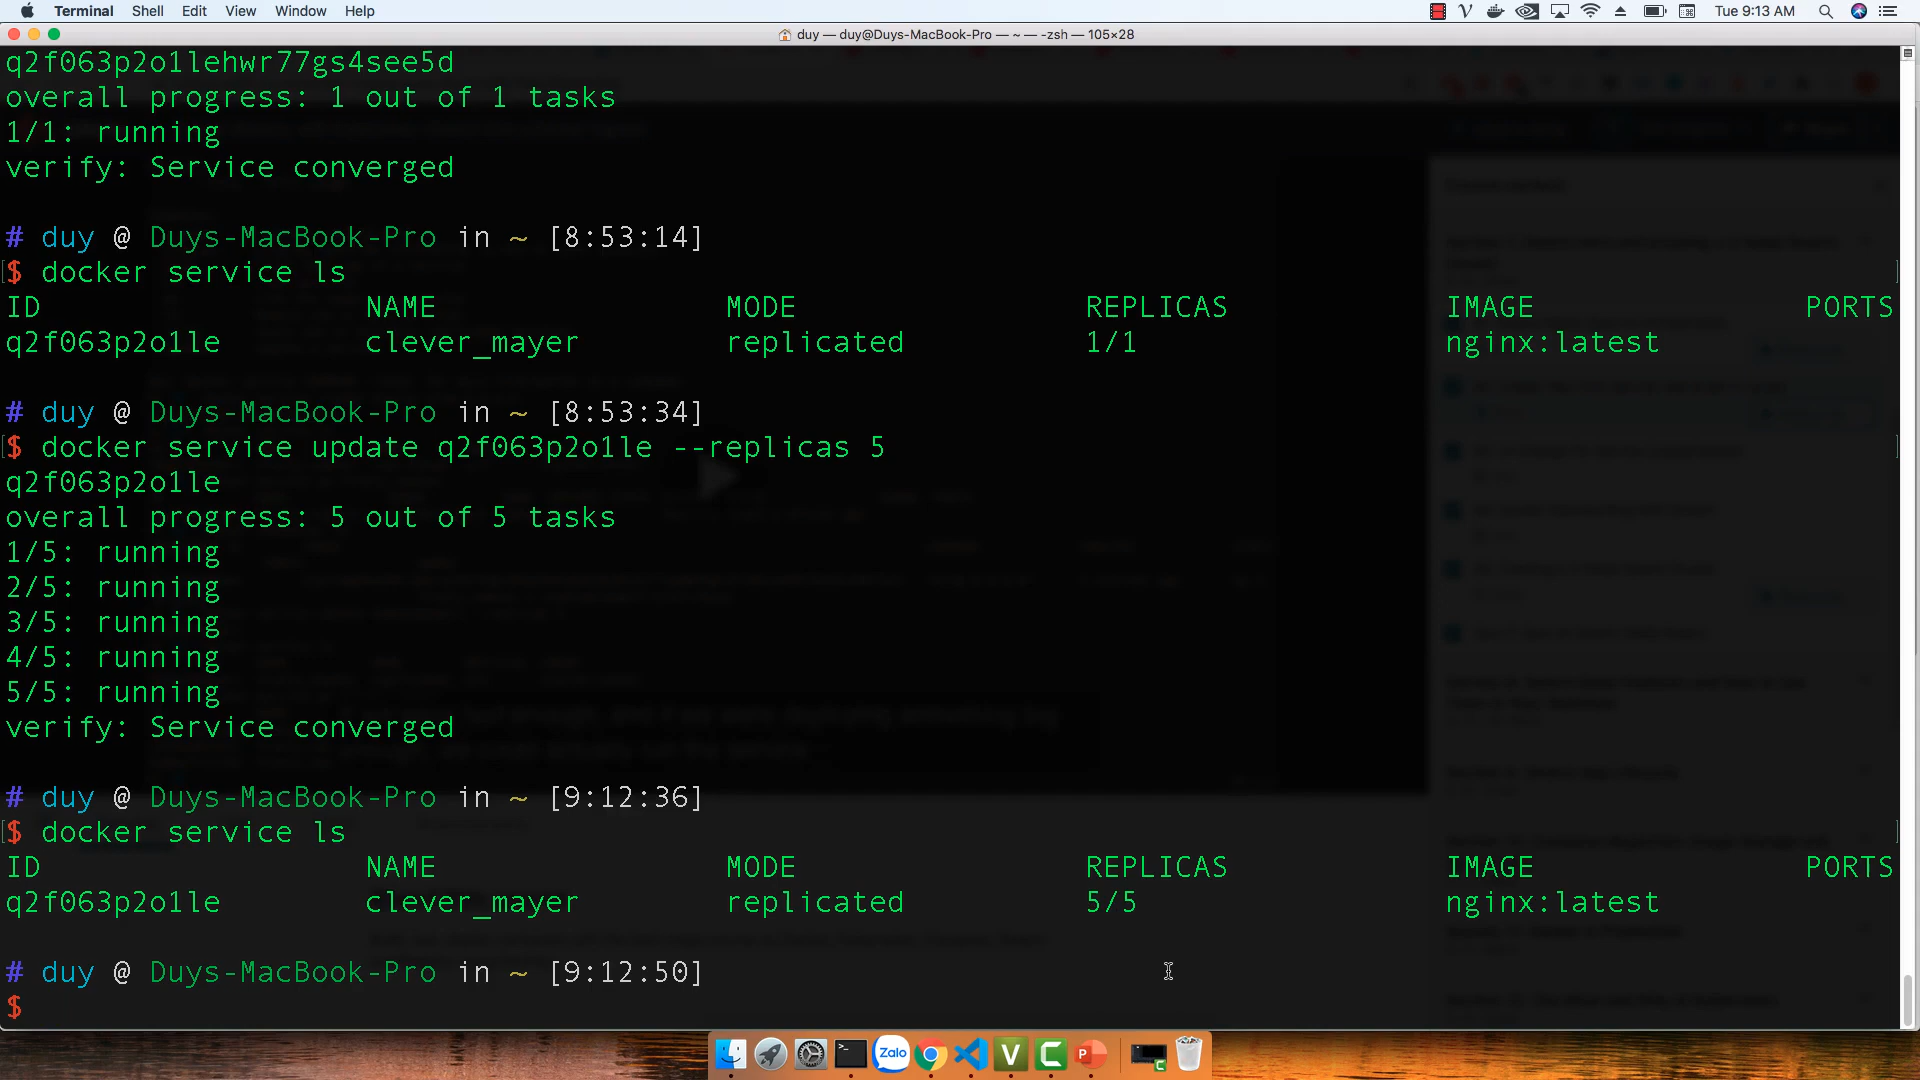 Terminal Shell Edit View Window Help
Tue 9:13 AM
duy — duy@Duys-MacBook-Pro — ~ — -zsh — 105×28
q2f063p2o1lehwr77gs4see5d
overall progress: 1 out of 1 tasks
1/1: running
verify: Service converged
# duy @ Duys-MacBook-Pro in ~ [8:53:14]
$ docker service ls
ID NAME MODE REPLICAS IMAGE PORTS
q2f063p2o1le clever_mayer replicated 1/1 nginx:latest
# duy @ Duys-MacBook-Pro in ~ [8:53:34]
$ docker service update q2f063p2o1le --replicas 5
q2f063p2o1le
overall progress: 5 out of 5 tasks
1/5: running
2/5: running
3/5: running
4/5: running
5/5: running
verify: Service converged
# duy @ Duys-MacBook-Pro in ~ [9:12:36]
$ docker service ls
ID NAME MODE REPLICAS IMAGE PORTS
q2f063p2o1le clever_mayer replicated 5/5 nginx:latest
# duy @ Duys-MacBook-Pro in ~ [9:12:50]
$
Zalo